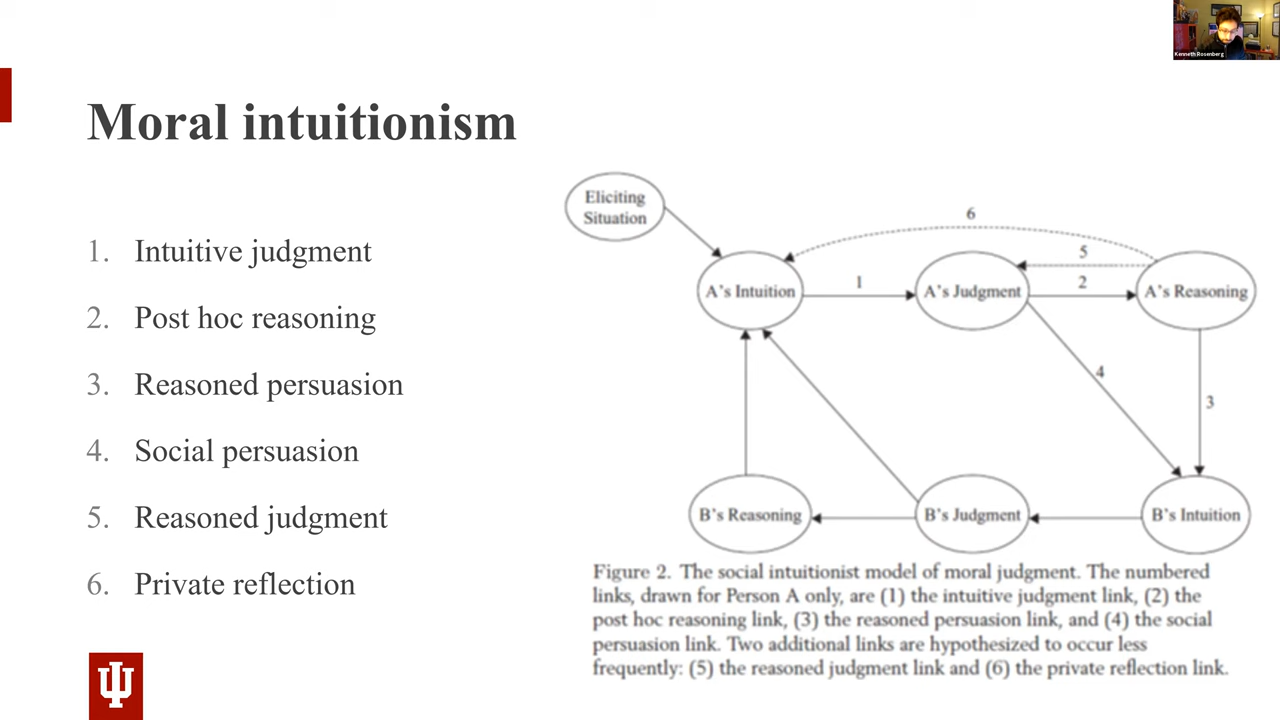 Kenneth Rosenberg
Moral intuitionism
1. Intuitive judgment
2. Post hoc reasoning
3. Reasoned persuasion
4. Social persuasion
5. Reasoned judgment
6. Private reflection
Eliciting
Situation
6
5
A's Intuition
1
A's Judgment
2
A's Reasoning
4
3
B's Reasoning
B's Judgment
B's Intuition
Figure 2. The social intuitionist model of moral judgment. The numbered
links, drawn for Person A only, are (1) the intuitive judgment link, (2) the
post hoc reasoning link, (3) the reasoned persuasion link, and (4) the social
persuasion link. Two additional links are hypothesized to occur less
frequently: (5) the reasoned judgment link and (6) the private reflection link.